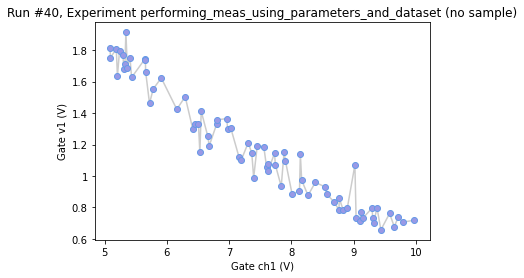 Run #40, Experiment performing_meas_using_parameters_and_dataset (no sample)
Gate v1 (V)
1.8
1.6
1.4
1.2
1
0.8
0.6
5 6 7 8 9 10
Gate ch1 (V)